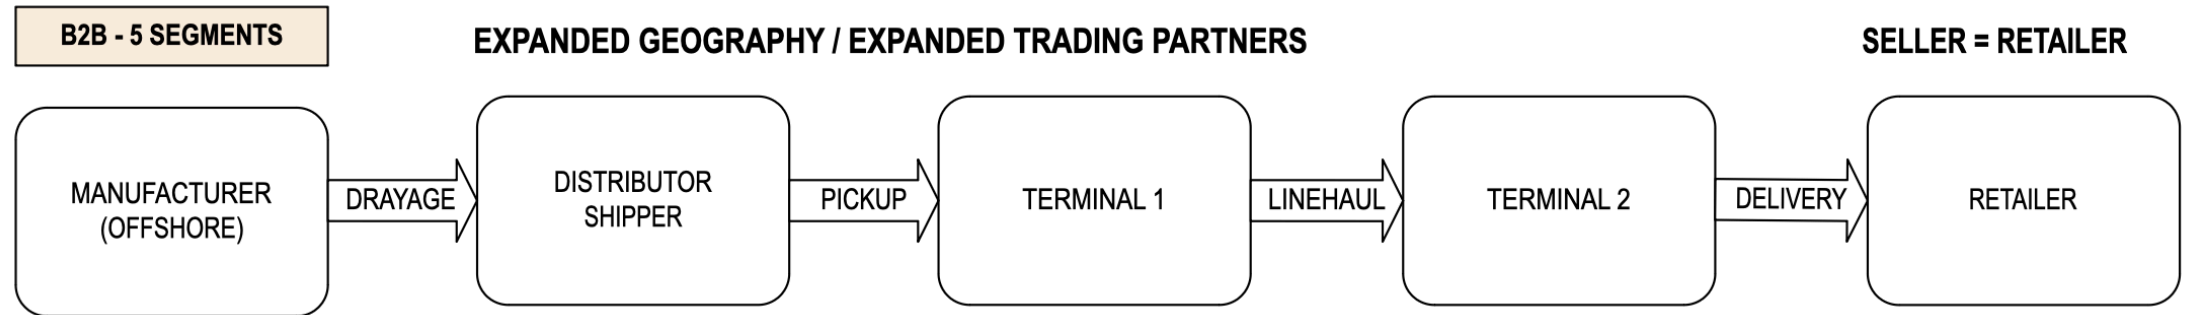 B2B - 5 SEGMENTS
EXPANDED GEOGRAPHY / EXPANDED TRADING PARTNERS
SELLER = RETAILER
MANUFACTURER
(OFFSHORE)
DRAYAGE
DISTRIBUTOR
SHIPPER
PICKUP
TERMINAL 1
LINEHAUL
TERMINAL 2
DELIVERY
RETAILER